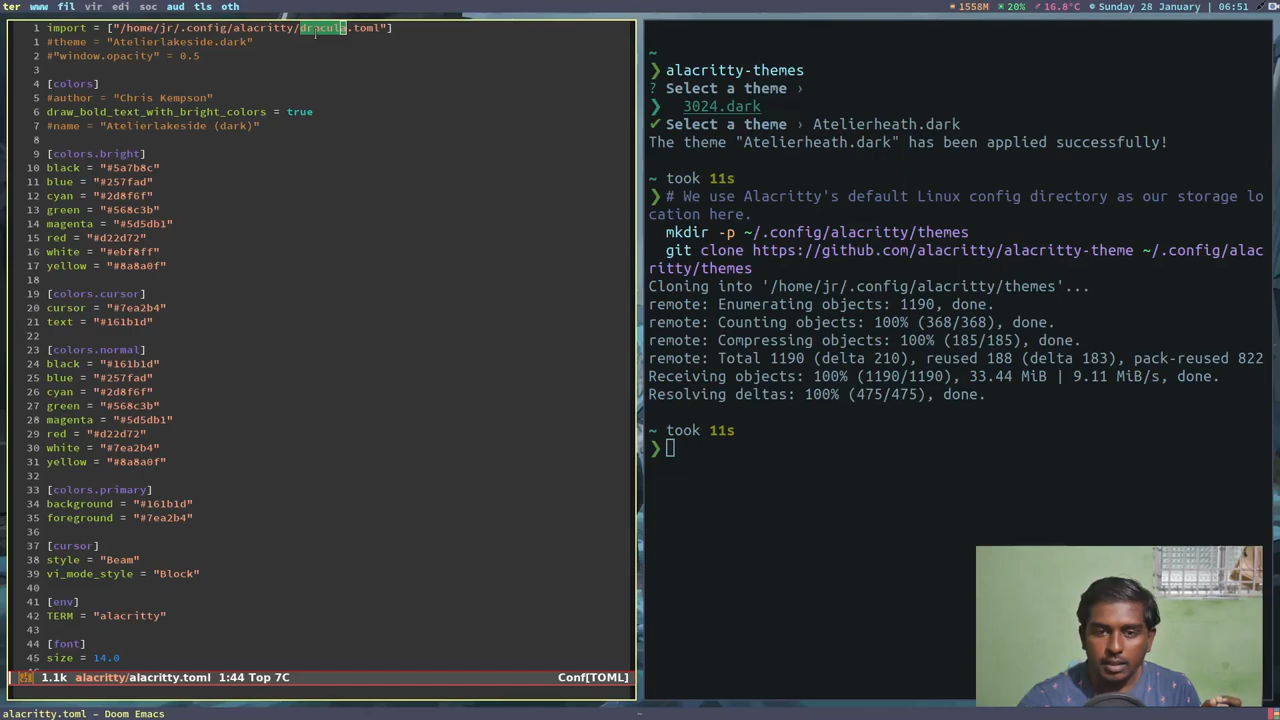 ter www fil vir edi soc aud vls tls oth
1558M 20% 16.8°C Sunday 28 January 06:51
1 import = ["/home/jr/.config/alacritty/dracula.toml"]
1 #theme = "Atelierlakeside.dark"
2 #"window.opacity" = 0.5
3
4 [colors]
5 #author = "Chris Kempson"
6 draw_bold_text_with_bright_colors = true
7 #name = "Atelierlakeside (dark)"
8
9 [colors.bright]
10 black = "#5a7b8c"
11 blue = "#257fad"
12 cyan = "#2d8f6f"
13 green = "#568c3b"
14 magenta = "#5d5db1"
15 red = "#d22d72"
16 white = "#ebf8ff"
17 yellow = "#8a8a0f"
18
19 [colors.cursor]
20 cursor = "#7ea2b4"
21 text = "#161b1d"
22
23 [colors.normal]
24 black = "#161b1d"
25 blue = "#257fad"
26 cyan = "#2d8f6f"
27 green = "#568c3b"
28 magenta = "#5d5db1"
29 red = "#d22d72"
30 white = "#7ea2b4"
31 yellow = "#8a8a0f"
32
33 [colors.primary]
34 background = "#161b1d"
35 foreground = "#7ea2b4"
36
37 [cursor]
38 style = "Beam"
39 vi_mode_style = "Block"
40
41 [env]
42 TERM = "alacritty"
43
44 [font]
45 size = 14.0
1.1k alacritty/alacritty.toml 1:44 Top 7C Conf[TOML]
alacritty.toml – Doom Emacs
~
❯ alacritty-themes
? Select a theme ›
❯ 3024.dark
✔ Select a theme › Atelierheath.dark
The theme "Atelierheath.dark" has been applied successfully!
~ took 11s
❯ # We use Alacritty's default Linux config directory as our storage lo
cation here.
mkdir -p ~/.config/alacritty/themes
git clone https://github.com/alacritty/alacritty-theme ~/.config/alac
ritty/themes
Cloning into '/home/jr/.config/alacritty/themes'...
remote: Enumerating objects: 1190, done.
remote: Counting objects: 100% (368/368), done.
remote: Compressing objects: 100% (185/185), done.
remote: Total 1190 (delta 210), reused 188 (delta 183), pack-reused 822
Receiving objects: 100% (1190/1190), 33.44 MiB | 9.11 MiB/s, done.
Resolving deltas: 100% (475/475), done.
~ took 11s
❯
~